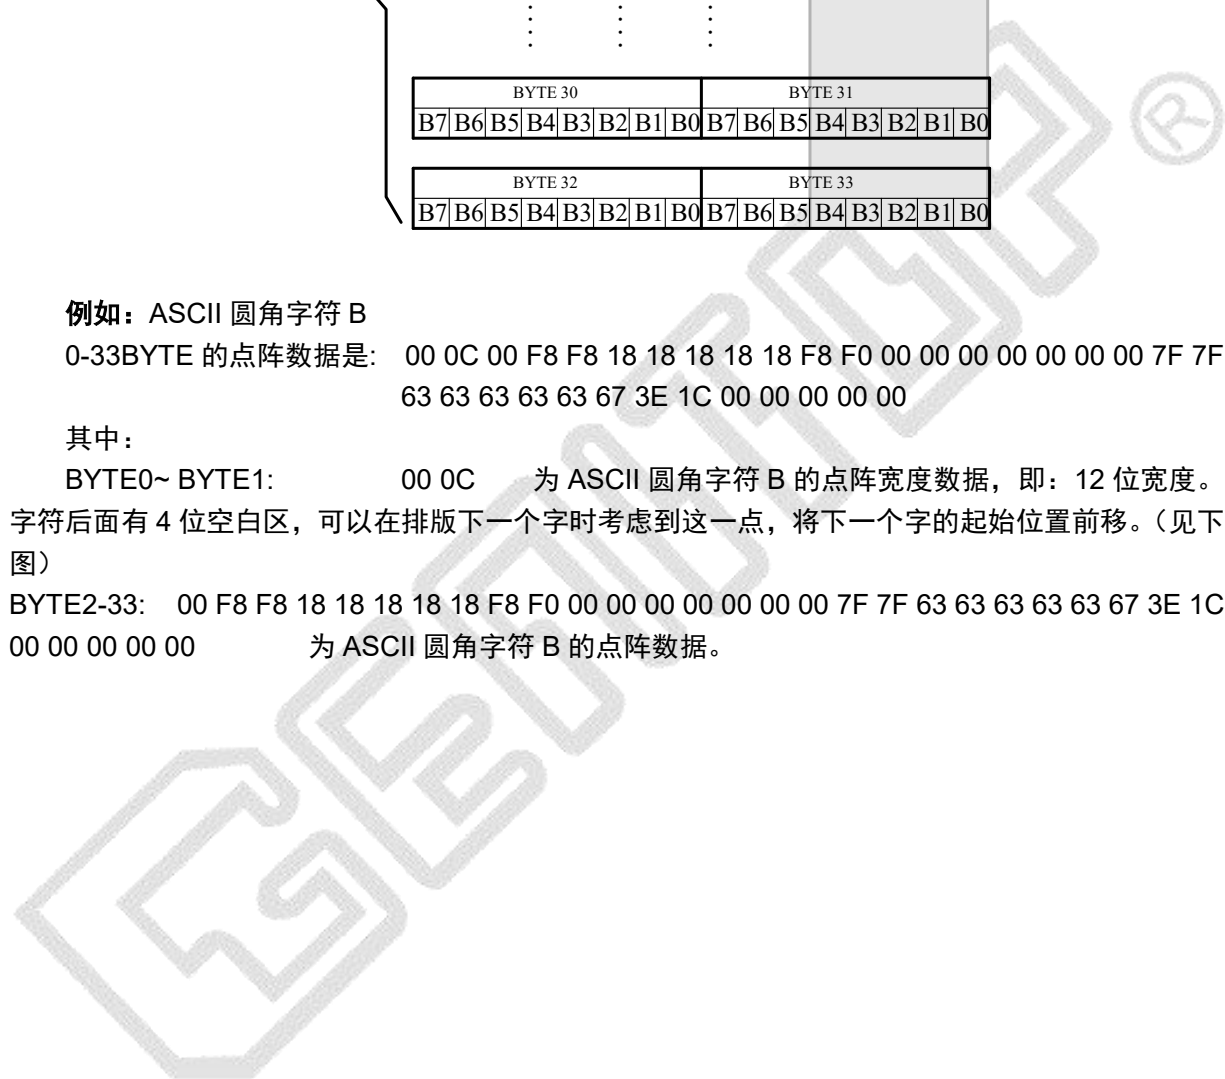 BYTE 30 BYTE 31
B7 B6 B5 B4 B3 B2 B1 B0 B7 B6 B5 B4 B3 B2 B1 B0
BYTE 32 BYTE 33
B7 B6 B5 B4 B3 B2 B1 B0 B7 B6 B5 B4 B3 B2 B1 B0
例如：ASCII 圆角字符 B
0-33BYTE 的点阵数据是: 00 0C 00 F8 F8 18 18 18 18 18 F8 F0 00 00 00 00 00 00 00 7F 7F
63 63 63 63 63 67 3E 1C 00 00 00 00 00
其中：
BYTE0~ BYTE1: 00 0C 为 ASCII 圆角字符 B 的点阵宽度数据，即：12 位宽度。
字符后面有 4 位空白区，可以在排版下一个字时考虑到这一点，将下一个字的起始位置前移。（见下
图）
BYTE2-33: 00 F8 F8 18 18 18 18 18 F8 F0 00 00 00 00 00 00 00 7F 7F 63 63 63 63 63 67 3E 1C
00 00 00 00 00 为 ASCII 圆角字符 B 的点阵数据。
GENITOP
®